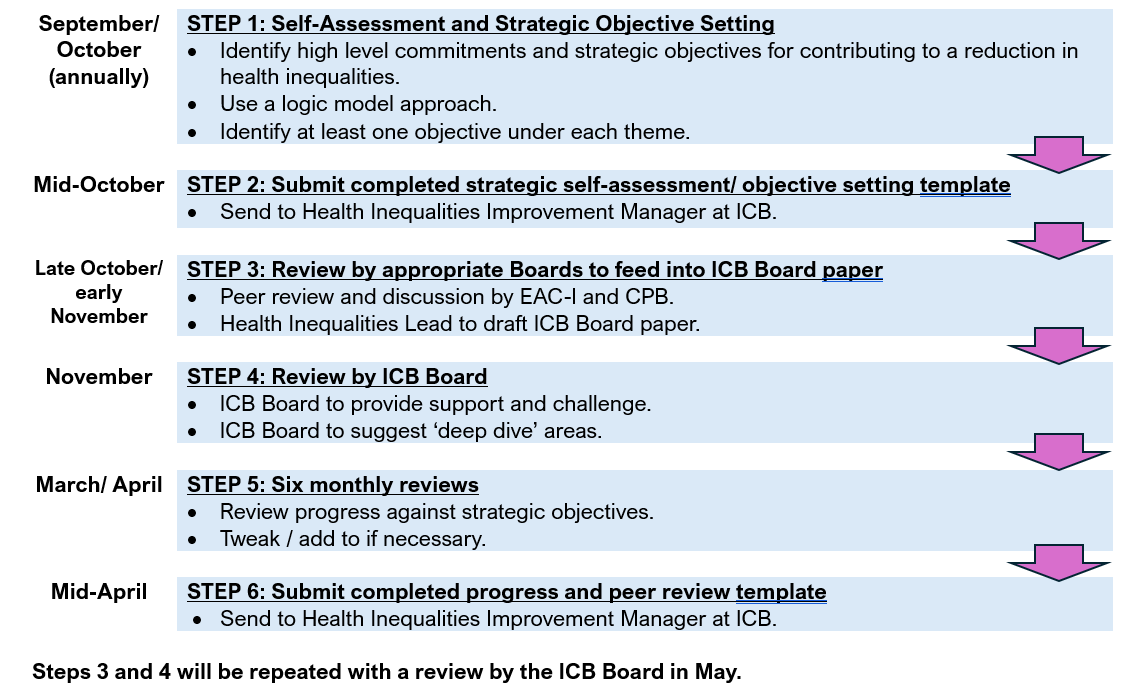 September/
October
(annually)
STEP 1: Self-Assessment and Strategic Objective Setting
• Identify high level commitments and strategic objectives for contributing to a reduction in
health inequalities.
• Use a logic model approach.
• Identify at least one objective under each theme.
Mid-October
STEP 2: Submit completed strategic self-assessment/ objective setting template
• Send to Health Inequalities Improvement Manager at ICB.
Late October/
early
November
STEP 3: Review by appropriate Boards to feed into ICB Board paper
• Peer review and discussion by EAC-I and CPB.
• Health Inequalities Lead to draft ICB Board paper.
November
STEP 4: Review by ICB Board
• ICB Board to provide support and challenge.
• ICB Board to suggest ‘deep dive’ areas.
March/ April
STEP 5: Six monthly reviews
• Review progress against strategic objectives.
• Tweak / add to if necessary.
Mid-April
STEP 6: Submit completed progress and peer review template
• Send to Health Inequalities Improvement Manager at ICB.
Steps 3 and 4 will be repeated with a review by the ICB Board in May.